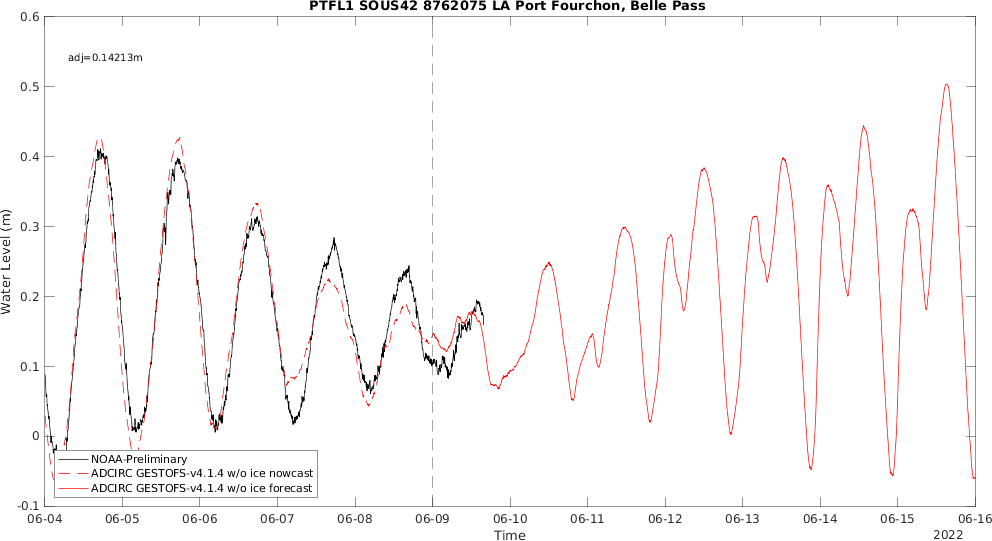 PTFL1 SOUS42 8762075 LA Port Fourchon, Belle Pass
adj=0.14213m
Water Level (m)
0.6
0.5
0.4
0.3
0.2
0.1
0
-0.1
NOAA-Preliminary
ADCIRC GESTOFS-v4.1.4 w/o ice nowcast
ADCIRC GESTOFS-v4.1.4 w/o ice forecast
06-04 06-05 06-06 06-07 06-08 06-09 06-10 06-11 06-12 06-13 06-14 06-15 06-16
Time
2022